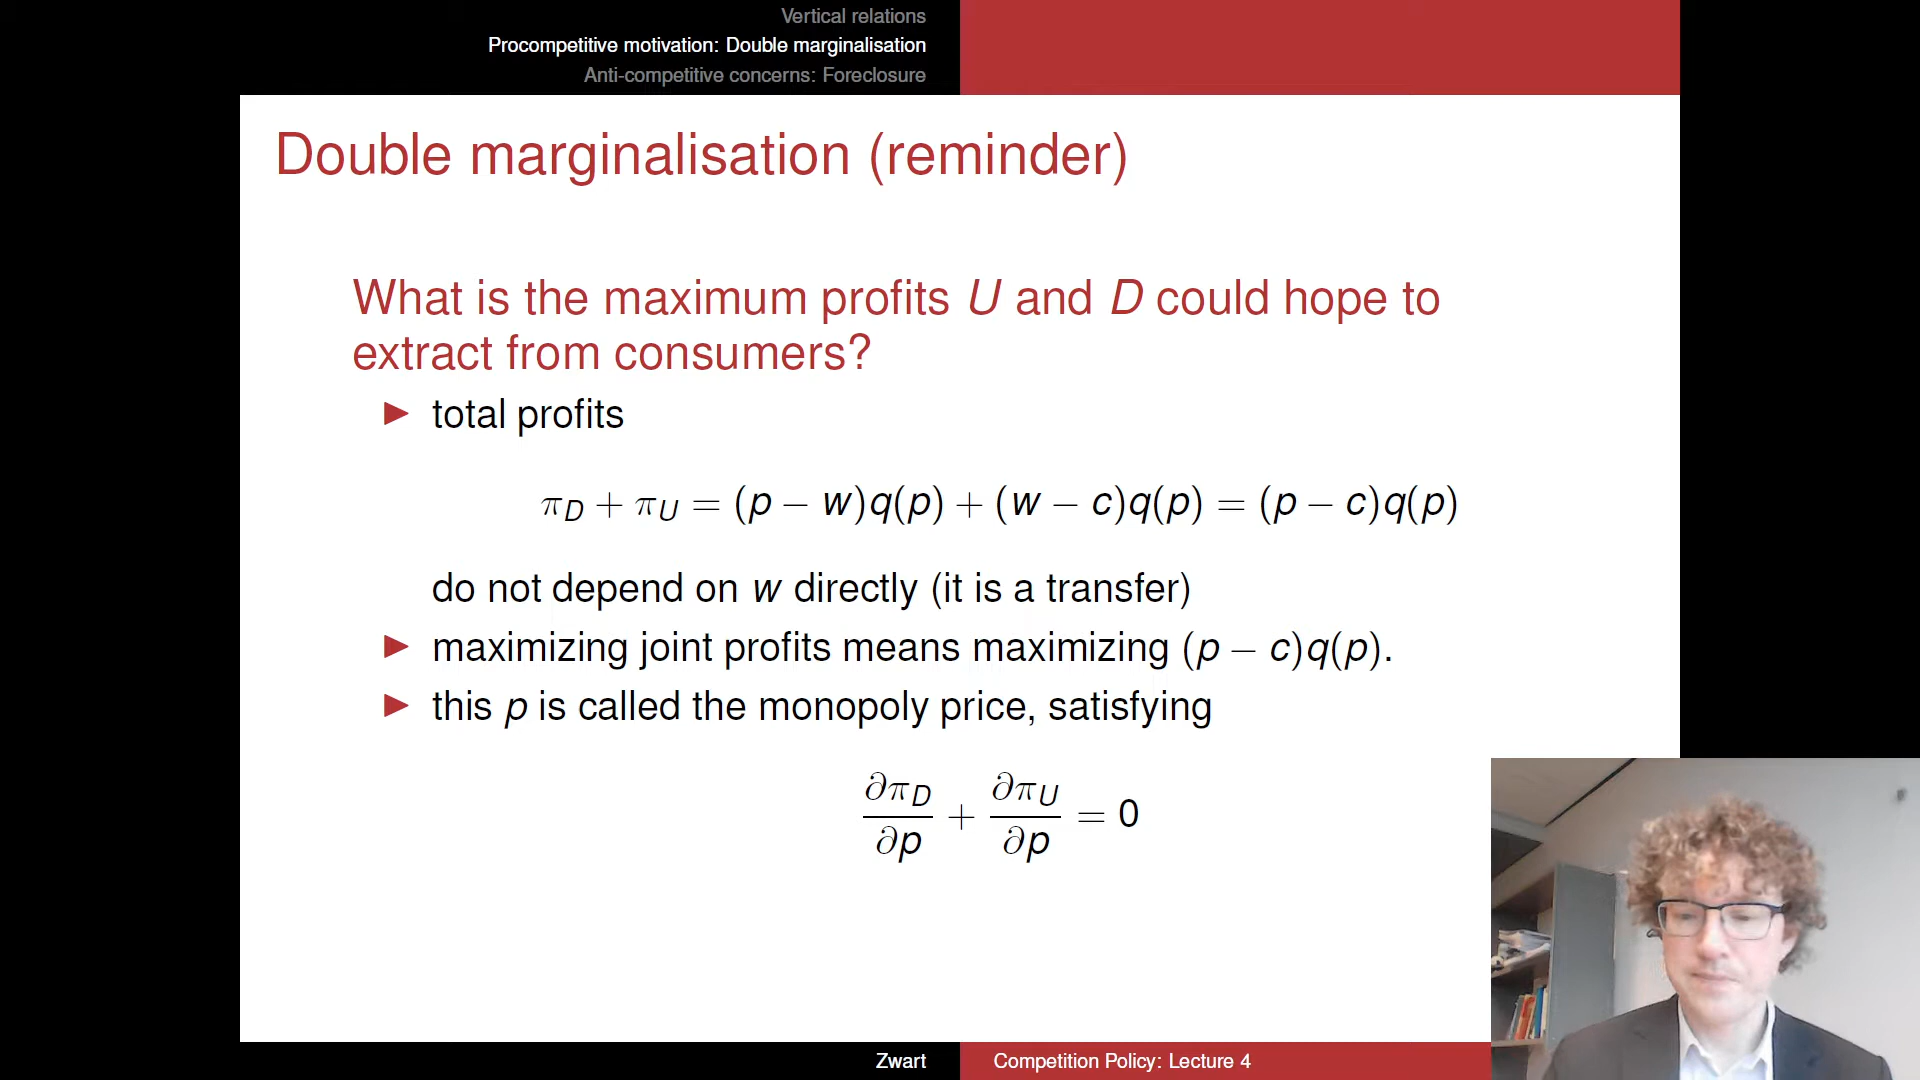 Vertical relations
Procompetitive motivation: Double marginalisation
Anti-competitive concerns: Foreclosure
Double marginalisation (reminder)
What is the maximum profits U and D could hope to
extract from consumers?
▶ total profits
π_D + π_U = (p − w)q(p) + (w − c)q(p) = (p − c)q(p)
do not depend on w directly (it is a transfer)
▶ maximizing joint profits means maximizing (p − c)q(p).
▶ this p is called the monopoly price, satisfying
∂π_D/∂p + ∂π_U/∂p = 0
Zwart
Competition Policy: Lecture 4